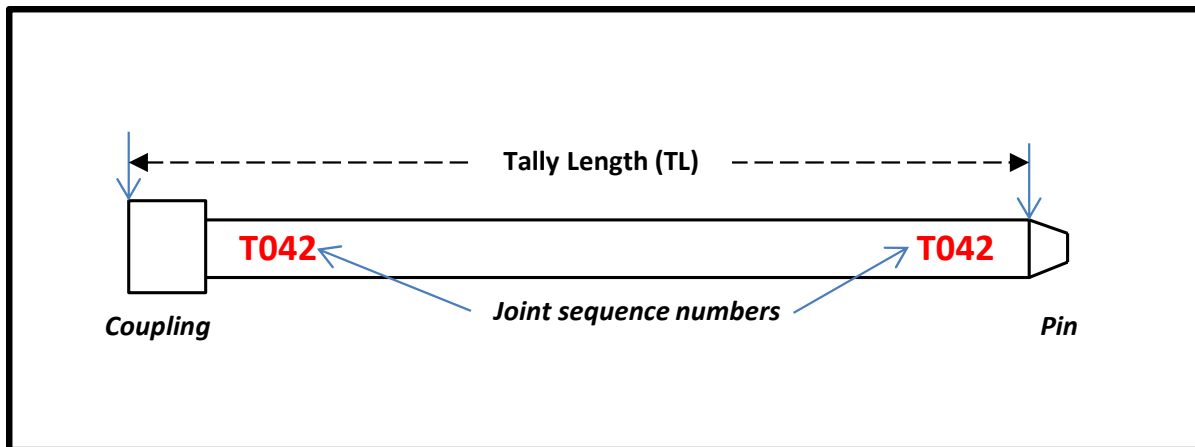 Tally Length (TL)
T042 T042
Joint sequence numbers
Coupling Pin